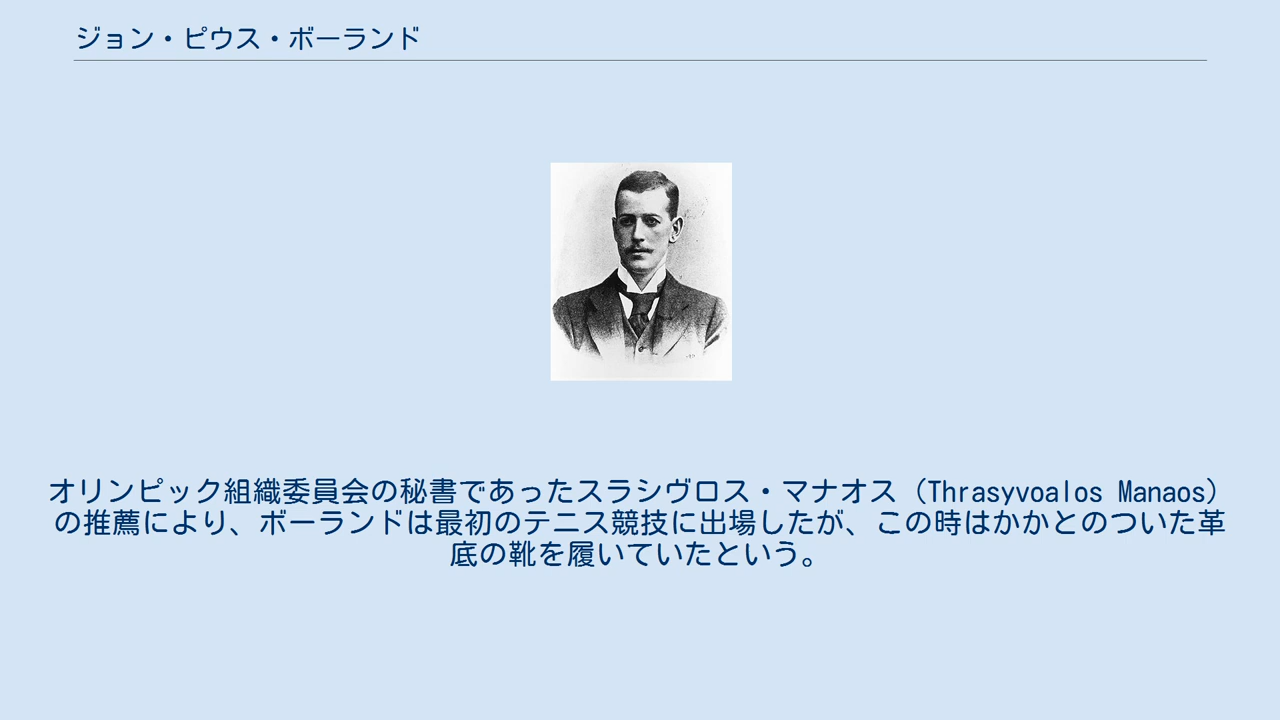 ジョン・ピウス・ボーランド
オリンピック組織委員会の秘書であったスラシヴロス・マナオス（Thrasyvoalos Manaos）
の推薦により、ボーランドは最初のテニス競技に出場したが、この時はかかとのついた革
底の靴を履いていたという。